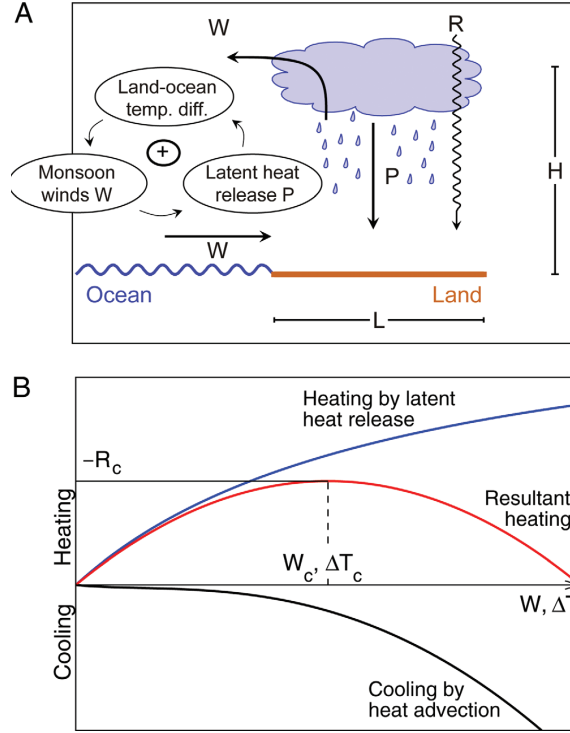 A
W
R
Land-ocean
temp. diff.
+
Monsoon
winds W
Latent heat
release P
P
H
W
Ocean
Land
L
B
Heating by latent
heat release
−Rc
Resultant
heating
Heating
Wc, ΔTc
W, ΔT
Cooling
Cooling by
heat advection